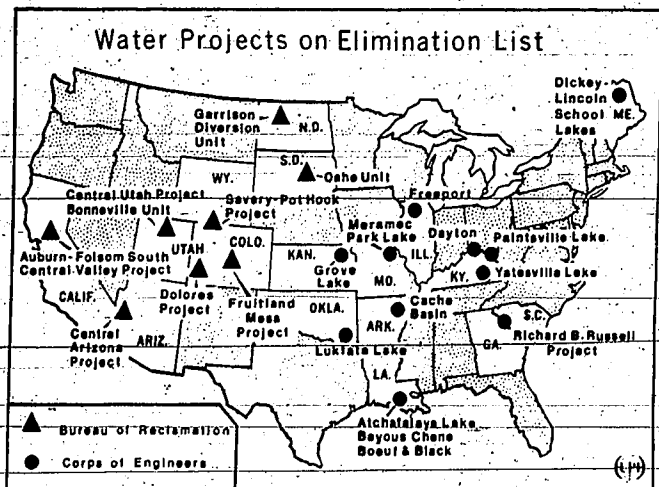 Water Projects on Elimination List
Dickey-
Lincoln
School ME.
Lakes
Garrison
Diversion
Unit
N.D.
S.D.
Oahe Unit
WY.
Central Utah Project
Bonneville Unit
Savery-Pot Hook
Project
Freeport
Meramec
Park Lake
ILL.
Dayton
Paintsville Lake
Auburn-Folsom South
Central Valley Project
UTAH
COLO.
KAN.
Grove
Lake
MO.
KY.
Yatesville Lake
CALIF.
Dolores
Project
Fruitland
Mesa
Project
OKLA.
Cache
Basin
ARK.
S.C.
GA.
Richard B. Russell
Project
Central
Arizona
Project
ARIZ.
Lukfata Lake
LA.
Atchafalaya Lake
Bayous Chene
Boeuf & Black
Bureau of Reclamation
Corps of Engineers